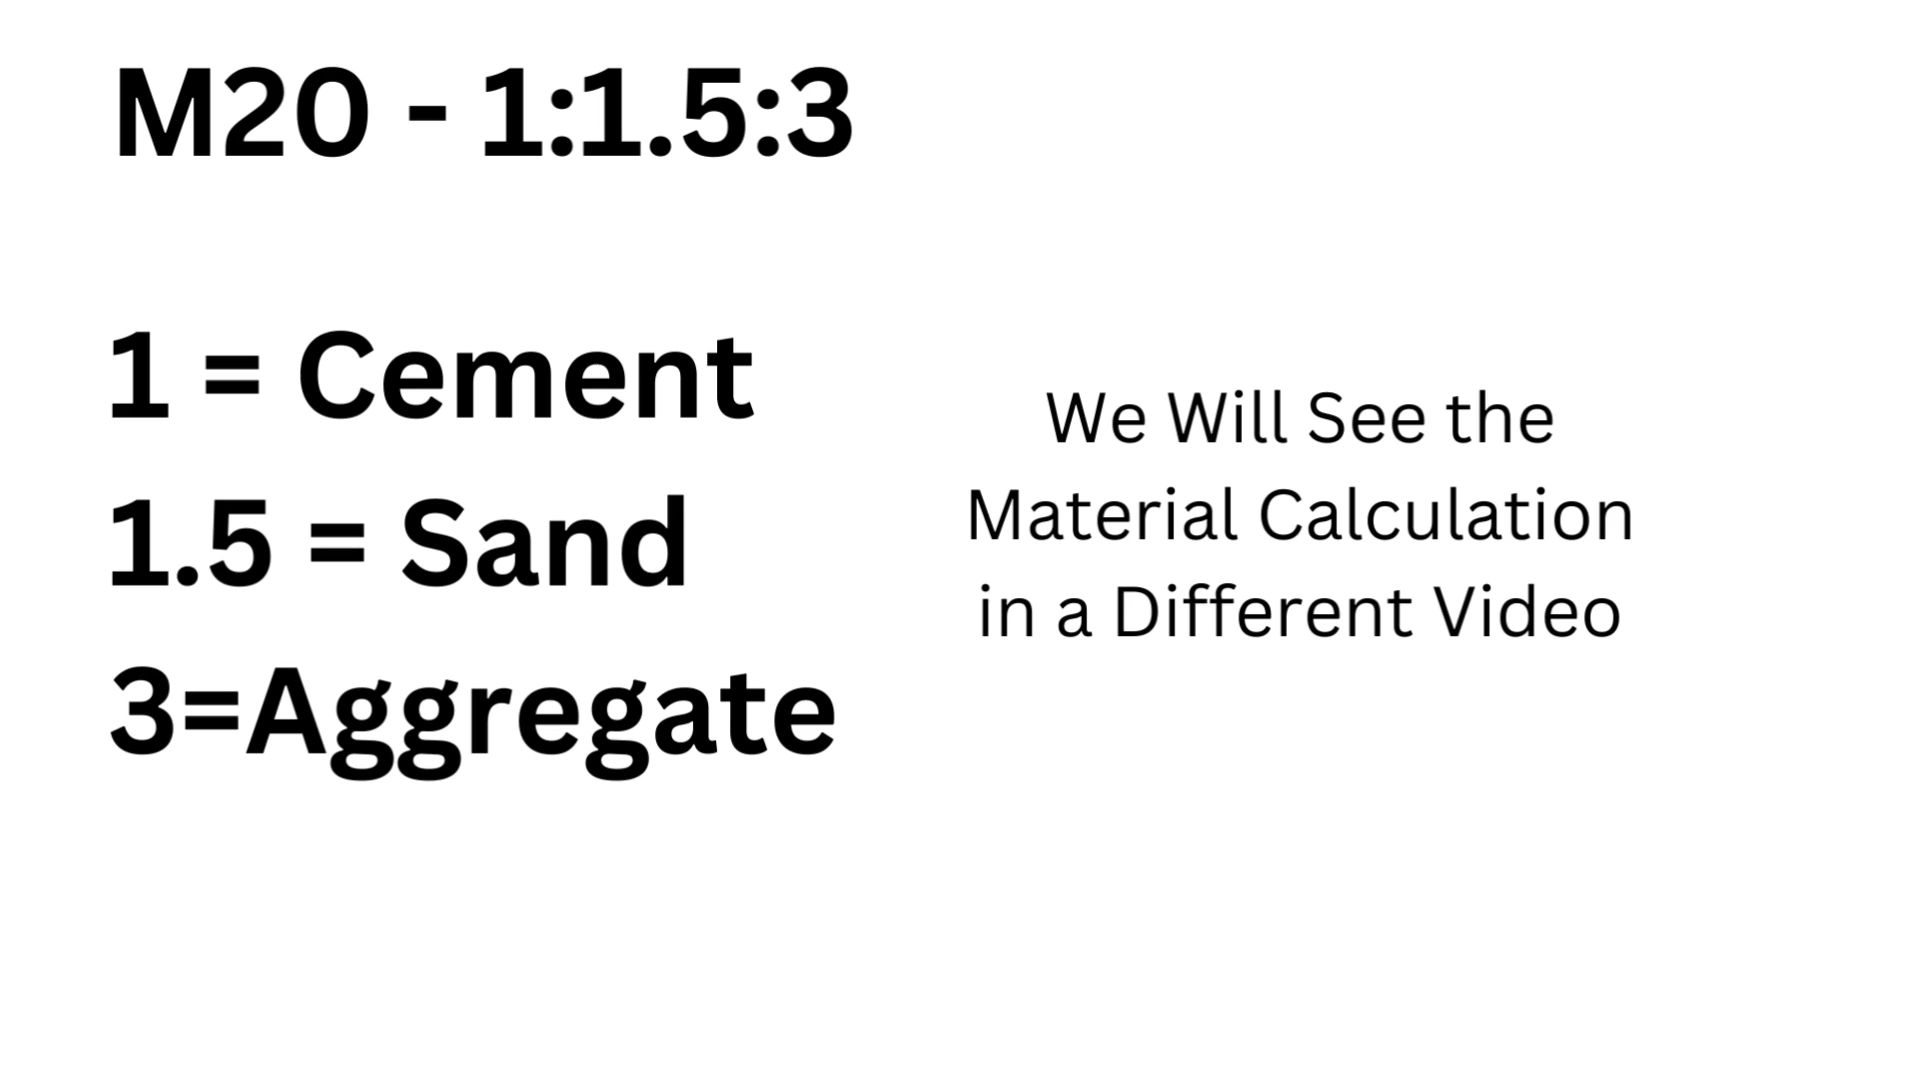 M20 - 1:1.5:3
1 = Cement
1.5 = Sand
3=Aggregate
We Will See the
Material Calculation
in a Different Video